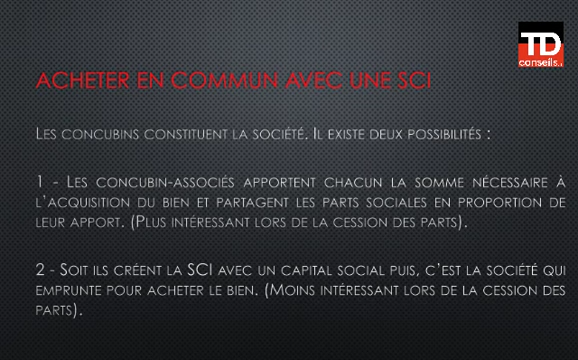 TD
conseils..
ACHETER EN COMMUN AVEC UNE SCI
LES CONCUBINS CONSTITUENT LA SOCIÉTÉ. IL EXISTE DEUX POSSIBILITÉS :
1 - LES CONCUBIN-ASSOCIÉS APPORTENT CHACUN LA SOMME NÉCESSAIRE À
L'ACQUISITION DU BIEN ET PARTAGENT LES PARTS SOCIALES EN PROPORTION DE
LEUR APPORT. (PLUS INTÉRESSANT LORS DE LA CESSION DES PARTS).
2 - SOIT ILS CRÉENT LA SCI AVEC UN CAPITAL SOCIAL PUIS, C'EST LA SOCIÉTÉ QUI
EMPRUNTE POUR ACHETER LE BIEN. (MOINS INTÉRESSANT LORS DE LA CESSION DES
PARTS).